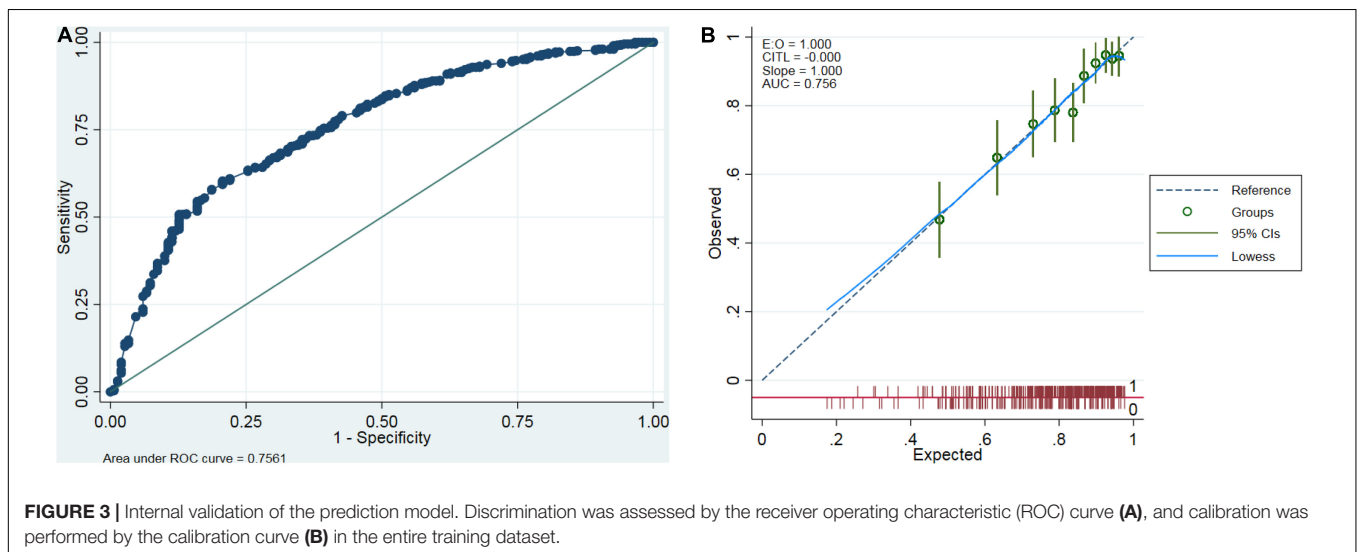 A
1.00
0.75
0.50
0.25
0.00
Sensitivity
0.00 0.25 0.50 0.75 1.00
1 - Specificity
Area under ROC curve = 0.7561
B
E:O = 1.000
CITL = -0.000
Slope = 1.000
AUC = 0.756
1
.8
.6
.4
.2
0
Observed
1
0
0 .2 .4 .6 .8 1
Expected
Reference
Groups
95% CIs
Lowess
FIGURE 3 | Internal validation of the prediction model. Discrimination was assessed by the receiver operating characteristic (ROC) curve (A), and calibration was
performed by the calibration curve (B) in the entire training dataset.